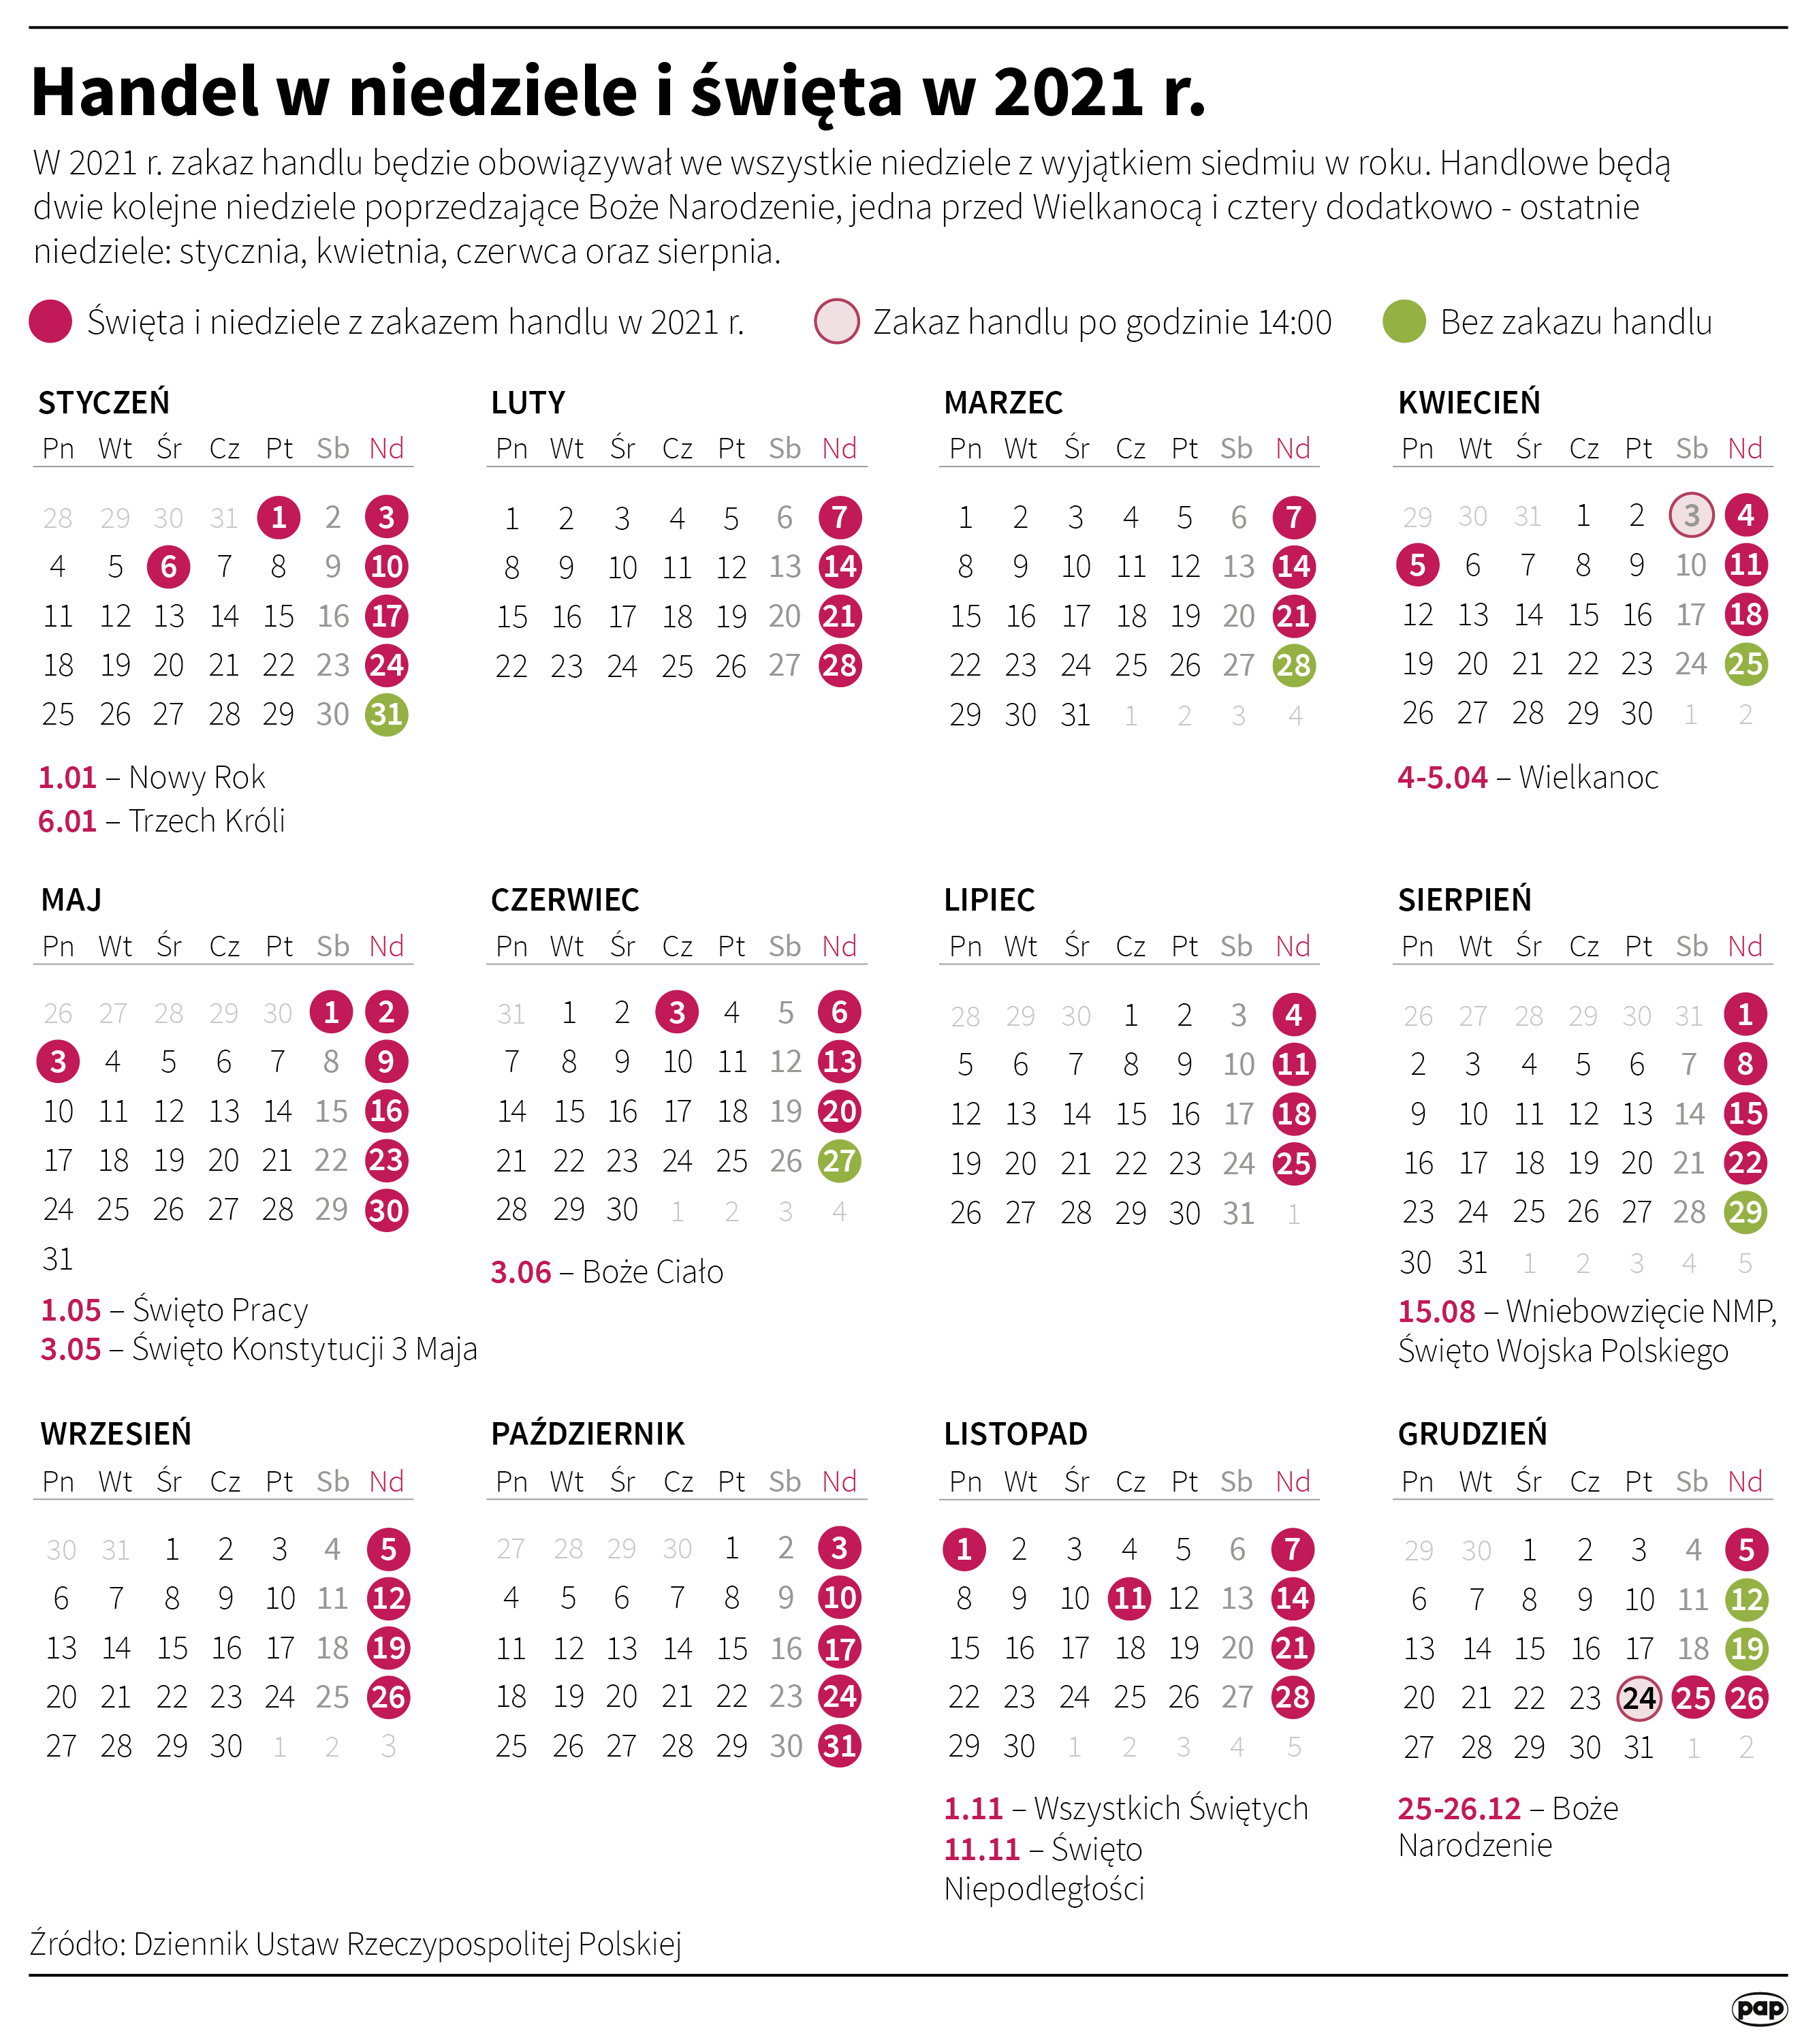 Handel w niedziele i święta w 2021 r.
W 2021 r. zakaz handlu będzie obowiązywał we wszystkie niedziele z wyjątkiem siedmiu w roku. Handlowe będą
dwie kolejne niedziele poprzedzające Boże Narodzenie, jedna przed Wielkanocą i cztery dodatkowo - ostatnie
niedziele: stycznia, kwietnia, czerwca oraz sierpnia.
Święta i niedziele z zakazem handlu w 2021 r.
Zakaz handlu po godzinie 14:00
Bez zakazu handlu
STYCZEŃ
Pn Wt Śr Cz Pt Sb Nd
28 29 30 31 1 2 3
4 5 6 7 8 9 10
11 12 13 14 15 16 17
18 19 20 21 22 23 24
25 26 27 28 29 30 31
1.01 – Nowy Rok
6.01 – Trzech Króli
LUTY
Pn Wt Śr Cz Pt Sb Nd
1 2 3 4 5 6 7
8 9 10 11 12 13 14
15 16 17 18 19 20 21
22 23 24 25 26 27 28
MARZEC
Pn Wt Śr Cz Pt Sb Nd
1 2 3 4 5 6 7
8 9 10 11 12 13 14
15 16 17 18 19 20 21
22 23 24 25 26 27 28
29 30 31 1 2 3 4
KWIECIEŃ
Pn Wt Śr Cz Pt Sb Nd
29 30 31 1 2 3 4
5 6 7 8 9 10 11
12 13 14 15 16 17 18
19 20 21 22 23 24 25
26 27 28 29 30 1 2
4-5.04 – Wielkanoc
MAJ
Pn Wt Śr Cz Pt Sb Nd
26 27 28 29 30 1 2
3 4 5 6 7 8 9
10 11 12 13 14 15 16
17 18 19 20 21 22 23
24 25 26 27 28 29 30
31
1.05 – Święto Pracy
3.05 – Święto Konstytucji 3 Maja
CZERWIEC
Pn Wt Śr Cz Pt Sb Nd
31 1 2 3 4 5 6
7 8 9 10 11 12 13
14 15 16 17 18 19 20
21 22 23 24 25 26 27
28 29 30 1 2 3 4
3.06 – Boże Ciało
LIPIEC
Pn Wt Śr Cz Pt Sb Nd
28 29 30 1 2 3 4
5 6 7 8 9 10 11
12 13 14 15 16 17 18
19 20 21 22 23 24 25
26 27 28 29 30 31 1
SIERPIEŃ
Pn Wt Śr Cz Pt Sb Nd
26 27 28 29 30 31 1
2 3 4 5 6 7 8
9 10 11 12 13 14 15
16 17 18 19 20 21 22
23 24 25 26 27 28 29
30 31 1 2 3 4 5
15.08 – Wniebowzięcie NMP,
Święto Wojska Polskiego
WRZESIEŃ
Pn Wt Śr Cz Pt Sb Nd
30 31 1 2 3 4 5
6 7 8 9 10 11 12
13 14 15 16 17 18 19
20 21 22 23 24 25 26
27 28 29 30 1 2 3
PAŹDZIERNIK
Pn Wt Śr Cz Pt Sb Nd
27 28 29 30 1 2 3
4 5 6 7 8 9 10
11 12 13 14 15 16 17
18 19 20 21 22 23 24
25 26 27 28 29 30 31
LISTOPAD
Pn Wt Śr Cz Pt Sb Nd
1 2 3 4 5 6 7
8 9 10 11 12 13 14
15 16 17 18 19 20 21
22 23 24 25 26 27 28
29 30 1 2 3 4 5
1.11 – Wszystkich Świętych
11.11 – Święto
Niepodległości
GRUDZIEŃ
Pn Wt Śr Cz Pt Sb Nd
29 30 1 2 3 4 5
6 7 8 9 10 11 12
13 14 15 16 17 18 19
20 21 22 23 24 25 26
27 28 29 30 31 1 2
25-26.12 – Boże
Narodzenie
Źródło: Dziennik Ustaw Rzeczypospolitej Polskiej
pap